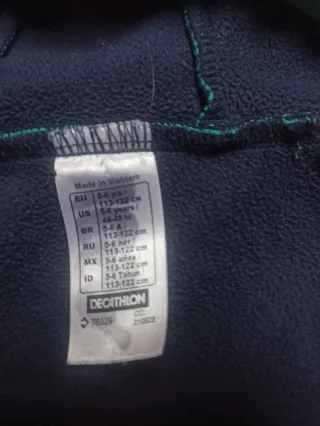 Made in Vietnam
EU 5-6 yrs / 113-122 cm
US 5-6 years / 44-48 in
BR 5-6 A / 113-122 cm
RU 5-6 лет / 113-122 cm
MX 5-6 años / 113-122 cm
ID 5-6 Tahun / 113-122 cm
DECATHLON
78329